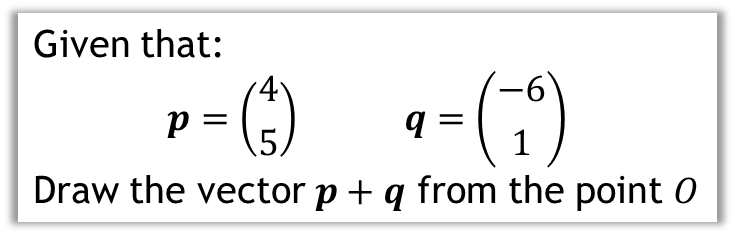 Given that:
p = (4 5) q = (−6 1)
Draw the vector p + q from the point O